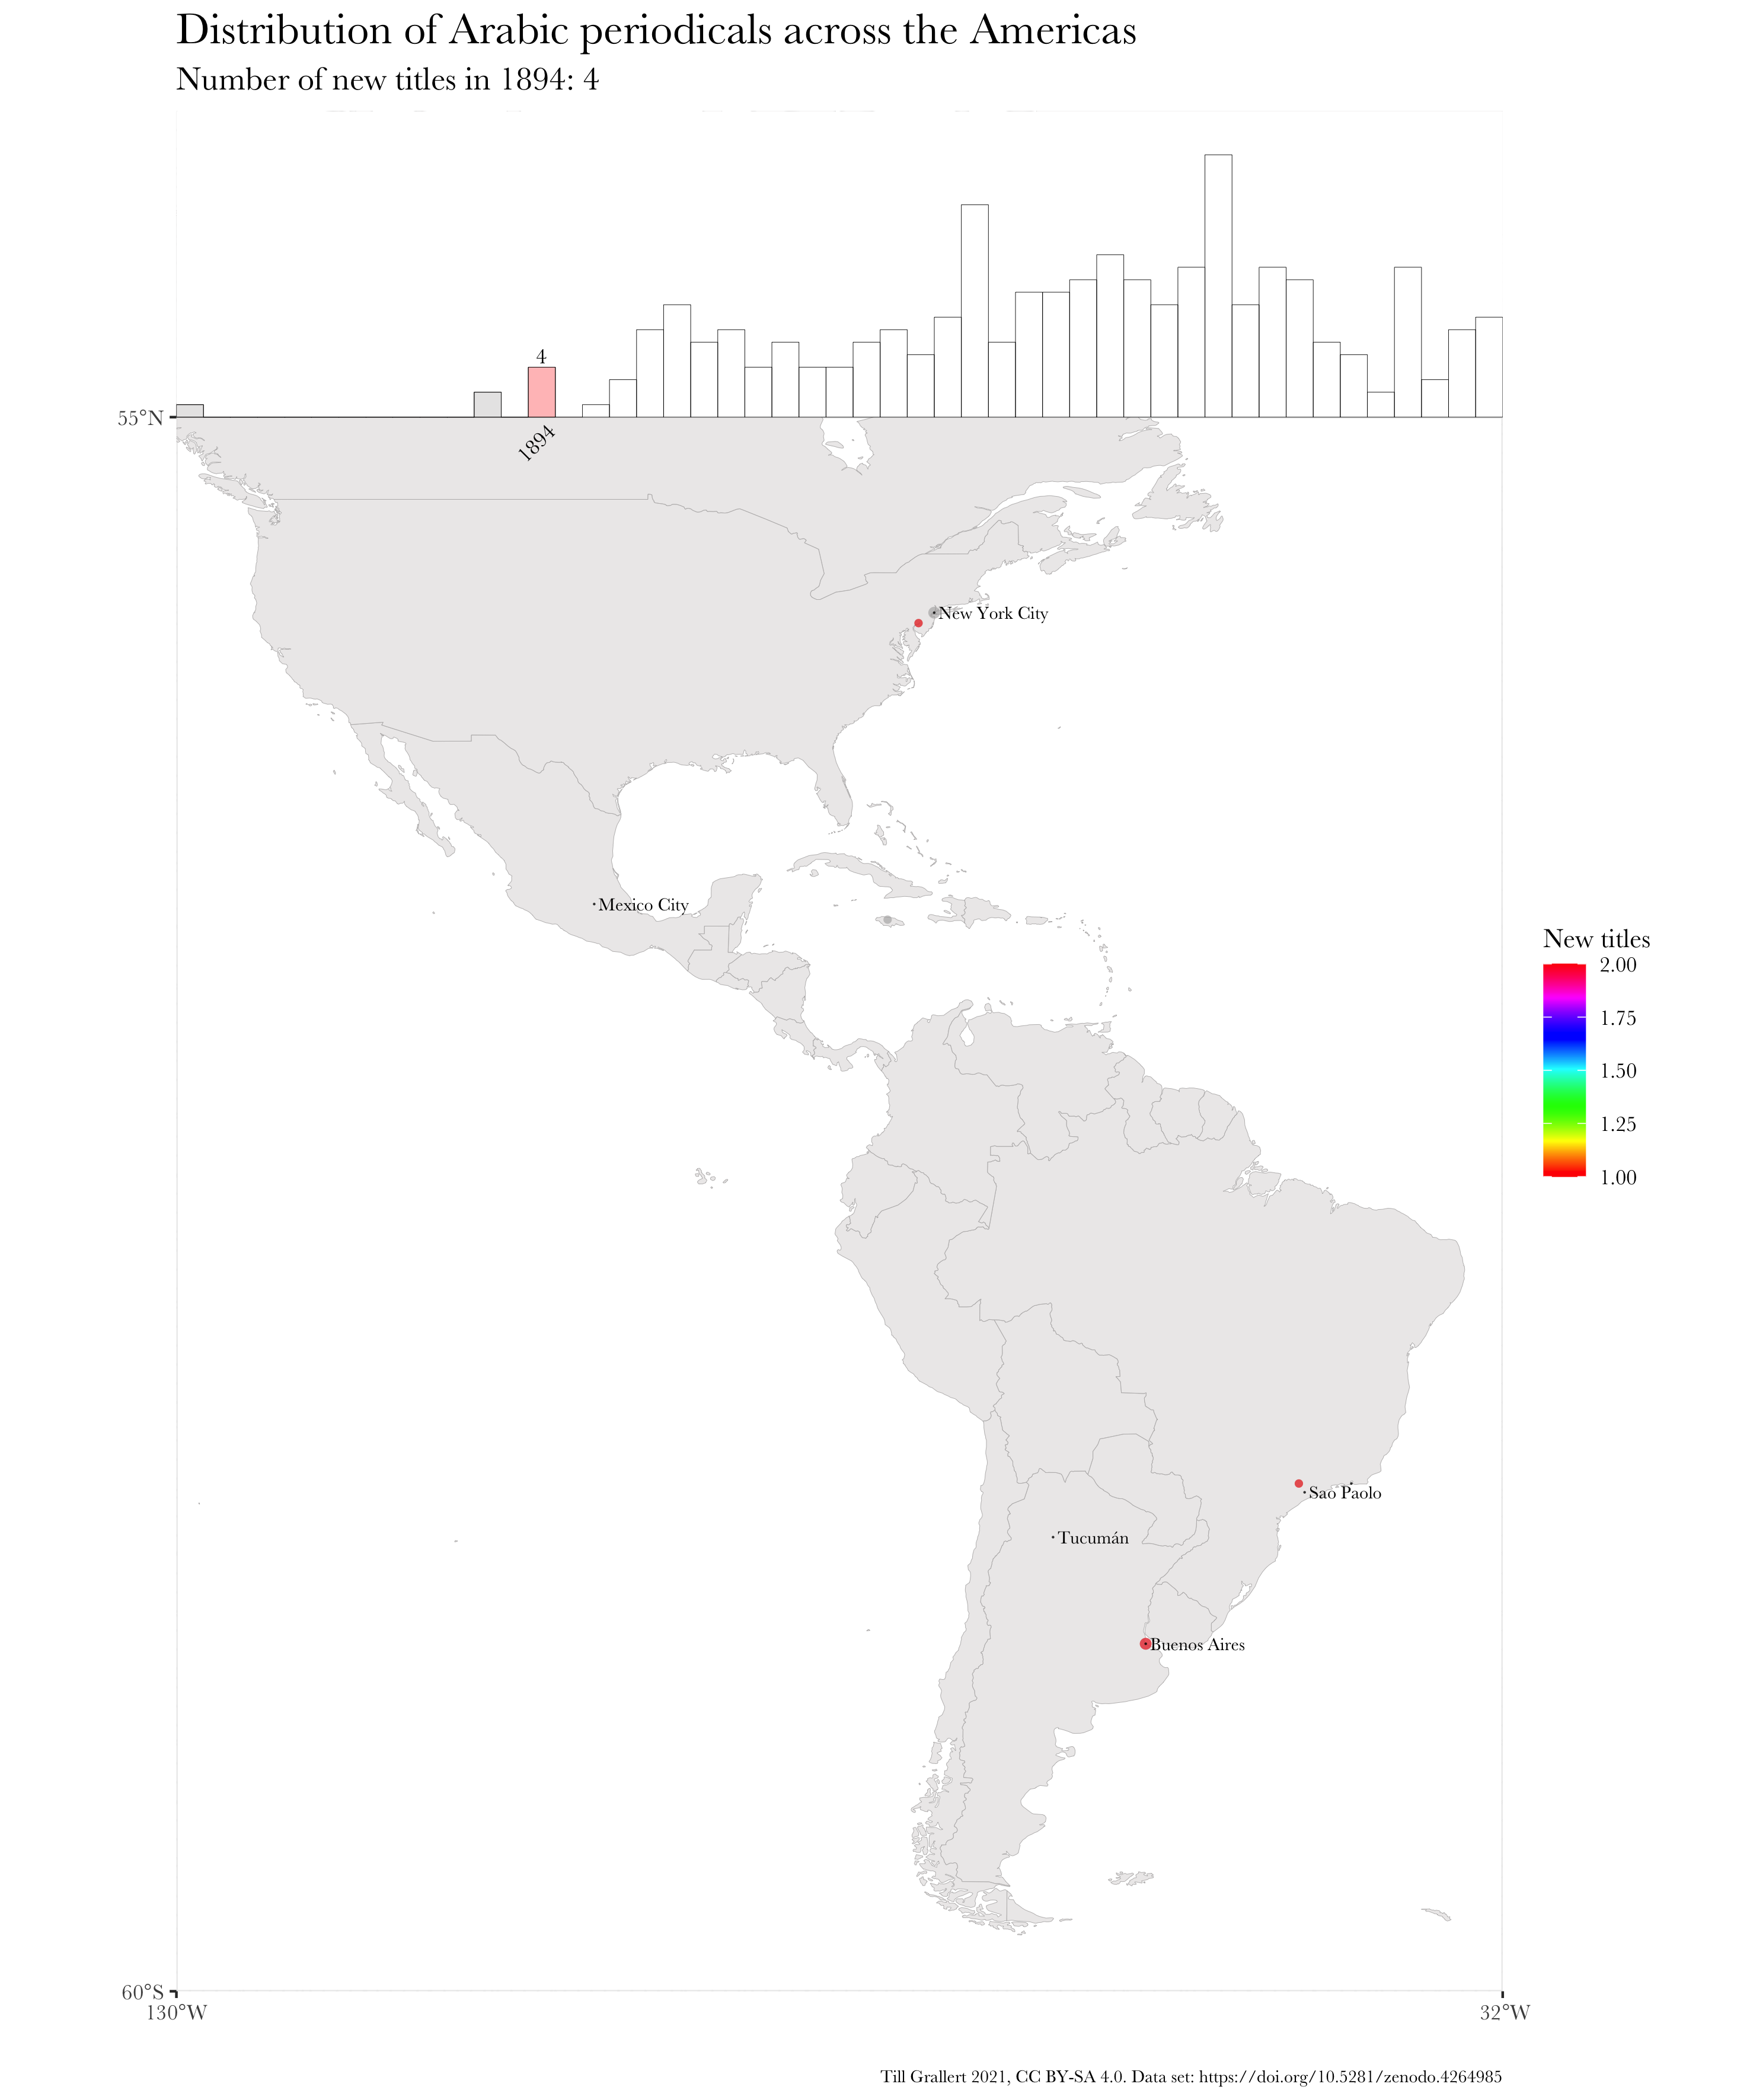 Distribution of Arabic periodicals across the Americas
Number of new titles in 1894: 4
4
55°N
1894
New York City
Mexico City
New titles
2.00
1.75
1.50
1.25
1.00
Sao Paolo
Tucumán
Buenos Aires
60°S
130°W
32°W
Till Grallert 2021, CC BY-SA 4.0. Data set: https://doi.org/10.5281/zenodo.4264985